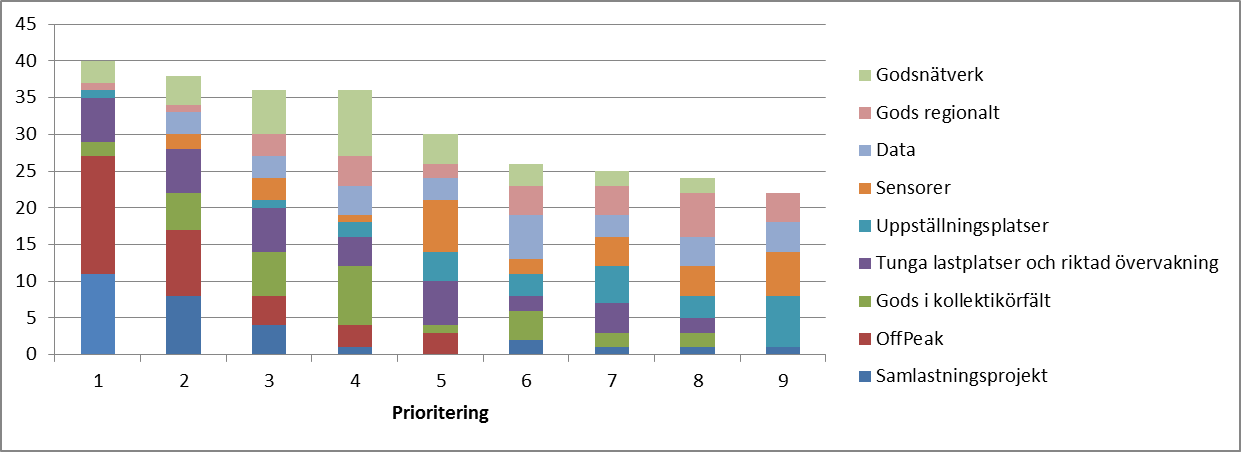 45
40
35
30
25
20
15
10
5
0
1 2 3 4 5 6 7 8 9
Prioritering
Godsnätverk
Gods regionalt
Data
Sensorer
Uppställningsplatser
Tunga lastplatser och riktad övervakning
Gods i kollektikörfält
OffPeak
Samlastningsprojekt